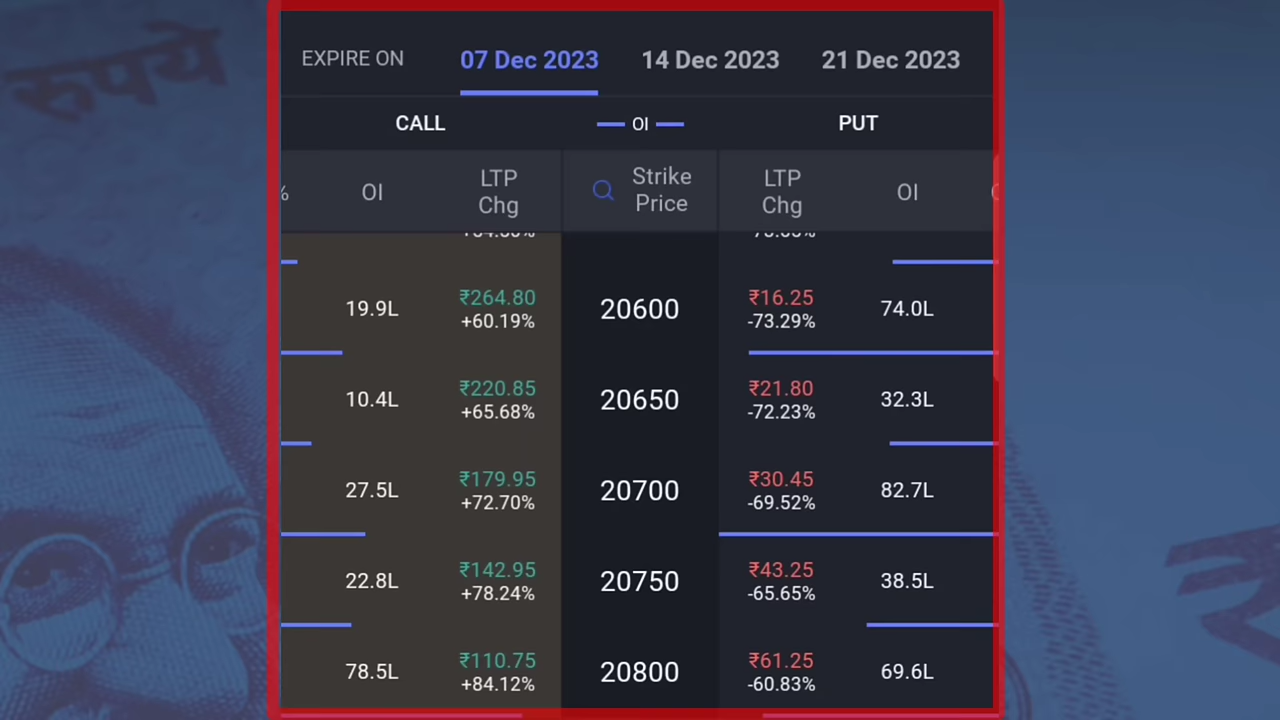 रुपये
EXPIRE ON 07 Dec 2023 14 Dec 2023 21 Dec 2023
CALL OI PUT
% OI LTP Chg Strike Price LTP Chg OI
19.9L ₹264.80 +60.19% 20600 ₹16.25 -73.29% 74.0L
10.4L ₹220.85 +65.68% 20650 ₹21.80 -72.23% 32.3L
27.5L ₹179.95 +72.70% 20700 ₹30.45 -69.52% 82.7L
22.8L ₹142.95 +78.24% 20750 ₹43.25 -65.65% 38.5L
78.5L ₹110.75 +84.12% 20800 ₹61.25 -60.83% 69.6L
₹